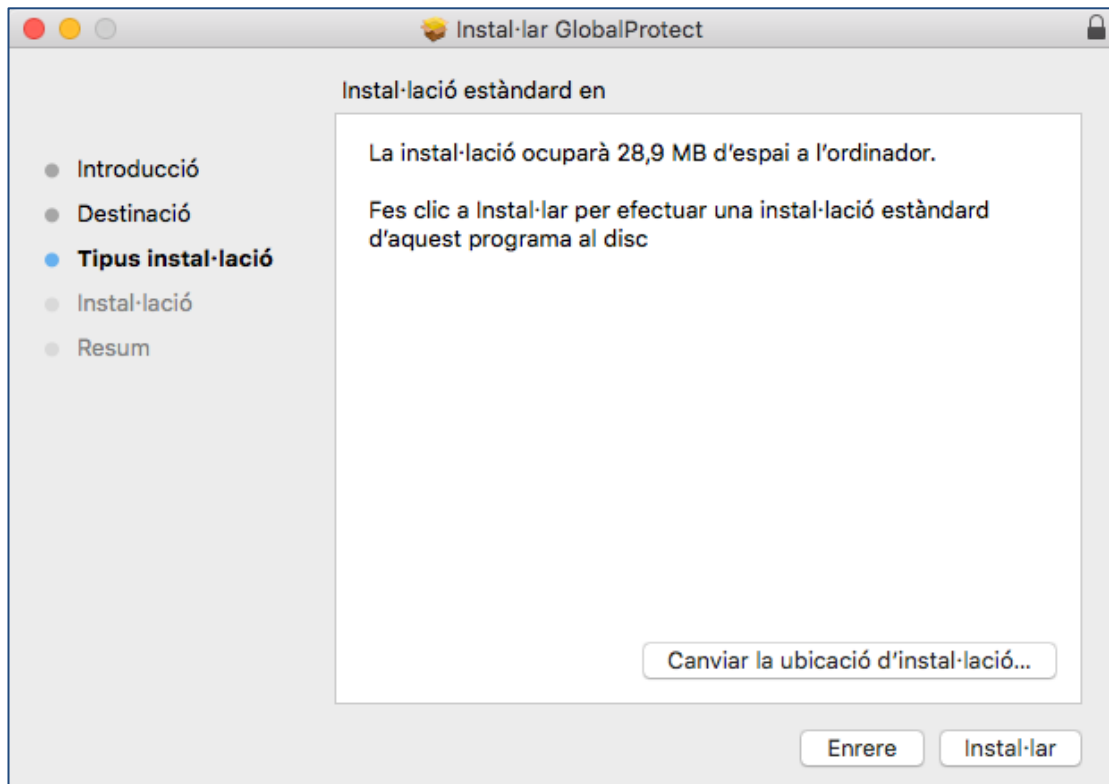 Instal·lar GlobalProtect
Instal·lació estàndard en
Introducció
Destinació
Tipus instal·lació
Instal·lació
Resum
La instal·lació ocuparà 28,9 MB d'espai a l'ordinador.
Fes clic a Instal·lar per efectuar una instal·lació estàndard
d'aquest programa al disc
Canviar la ubicació d'instal·lació...
Enrere
Instal·lar